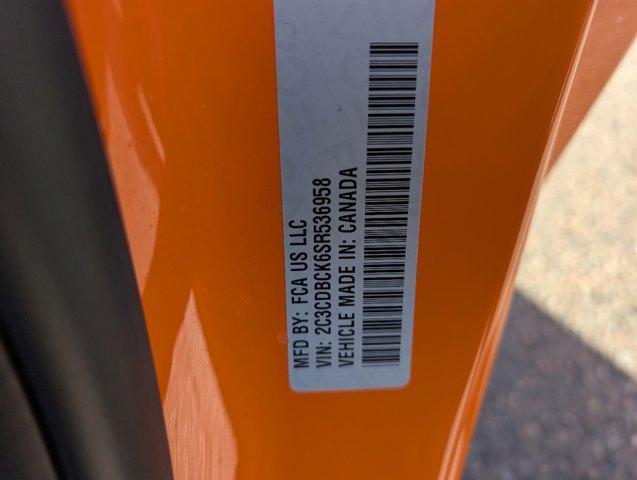 MFD BY: FCA US LLC
VIN: 2C3CDBCK6SR536958
VEHICLE MADE IN: CANADA